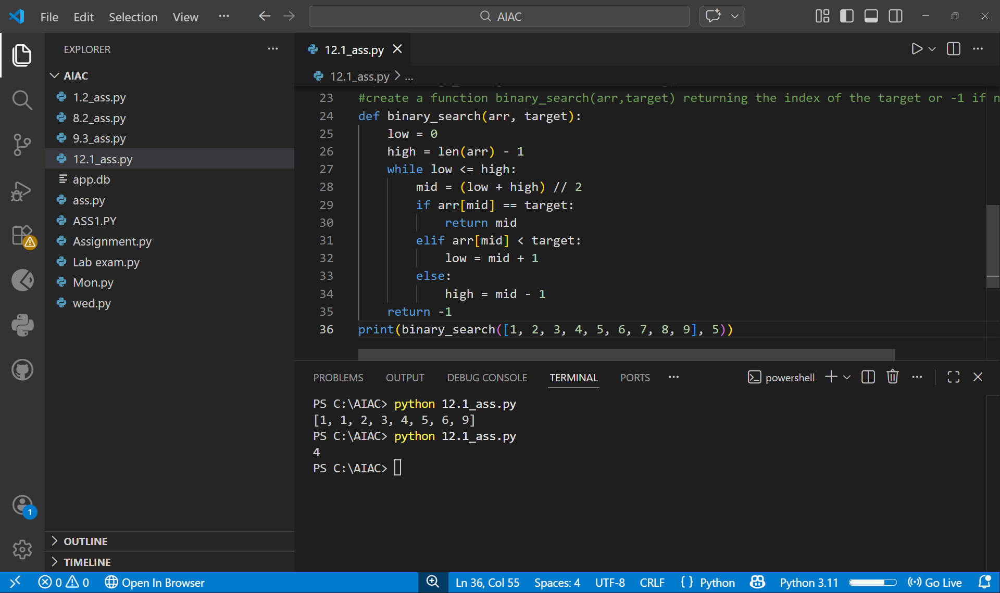 File Edit Selection View ··· AIAC
EXPLORER ···
AIAC
1.2_ass.py
8.2_ass.py
9.3_ass.py
12.1_ass.py
app.db
ass.py
ASS1.PY
Assignment.py
Lab exam.py
Mon.py
wed.py
OUTLINE
TIMELINE
12.1_ass.py
12.1_ass.py > ...
23 #create a function binary_search(arr,target) returning the index of the target or -1 if n
24 def binary_search(arr, target):
25     low = 0
26     high = len(arr) - 1
27     while low <= high:
28         mid = (low + high) // 2
29         if arr[mid] == target:
30             return mid
31         elif arr[mid] < target:
32             low = mid + 1
33         else:
34             high = mid - 1
35     return -1
36 print(binary_search([1, 2, 3, 4, 5, 6, 7, 8, 9], 5))
PROBLEMS OUTPUT DEBUG CONSOLE TERMINAL PORTS ··· powershell ···
PS C:\AIAC> python 12.1_ass.py
[1, 1, 2, 3, 4, 5, 6, 9]
PS C:\AIAC> python 12.1_ass.py
4
PS C:\AIAC>
1
0 0 Open In Browser Ln 36, Col 55 Spaces: 4 UTF-8 CRLF {} Python Python 3.11 Go Live